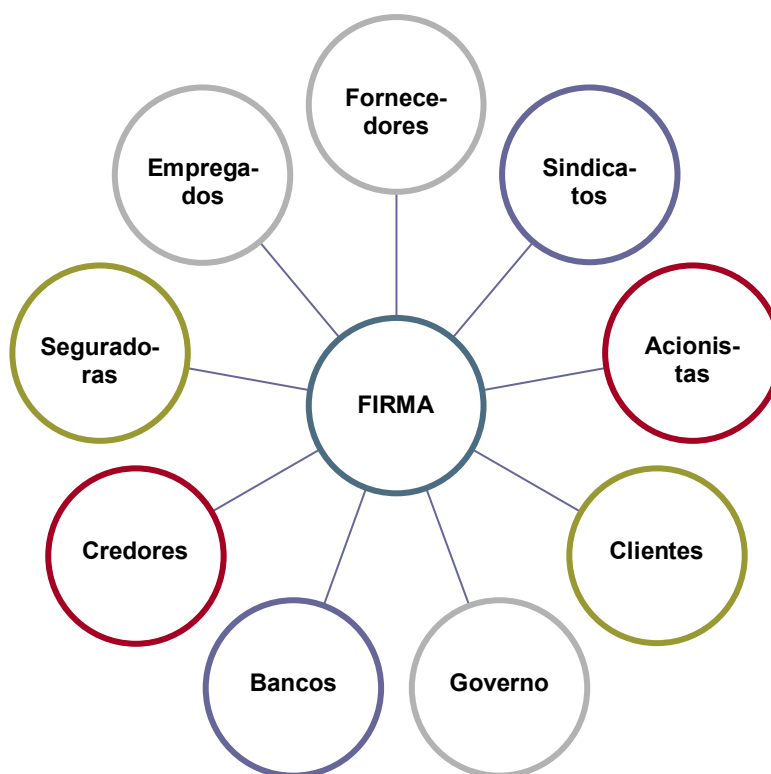 Fornece-
dores
Sindica-
tos
Acionis-
tas
Clientes
Governo
Bancos
Credores
Segurado-
ras
Emprega-
dos
FIRMA